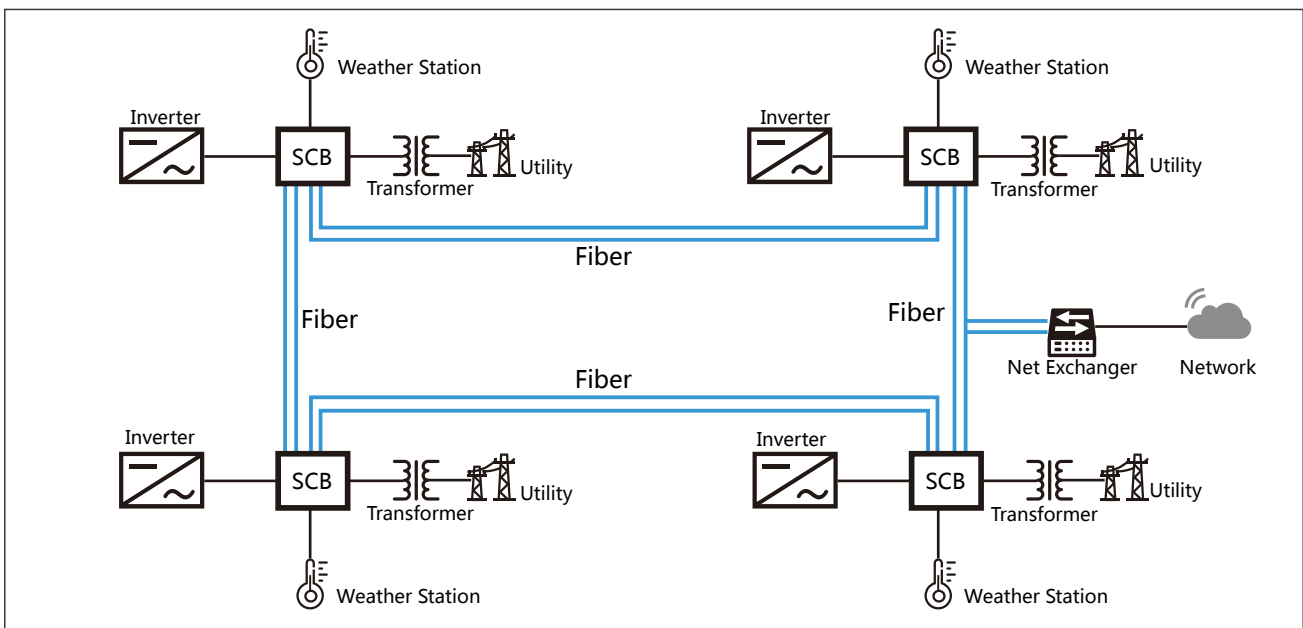 Weather Station
Weather Station
Inverter
Inverter
SCB
SCB
Utility
Utility
Transformer
Transformer
Fiber
Fiber
Fiber
Net Exchanger
Network
Fiber
Inverter
Inverter
SCB
SCB
Utility
Utility
Transformer
Transformer
Weather Station
Weather Station